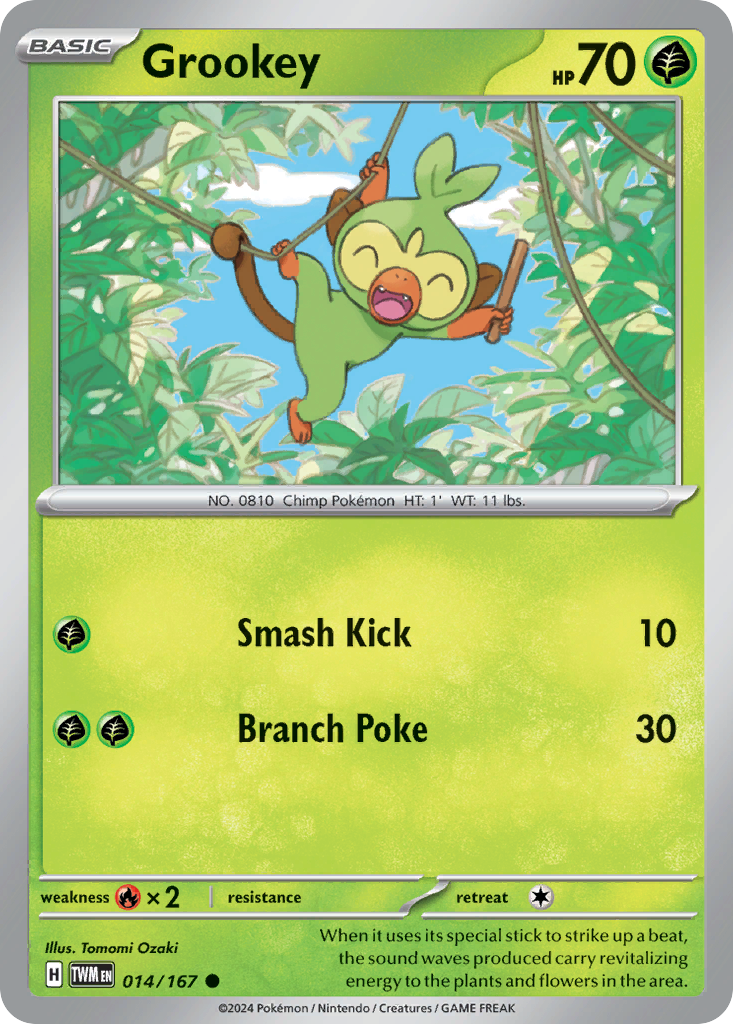 BASIC
Grookey
HP 70
NO. 0810 Chimp Pokémon HT: 1' WT: 11 lbs.
Smash Kick 10
Branch Poke 30
weakness ×2 resistance retreat
Illus. Tomomi Ozaki
H TWM EN 014/167
When it uses its special stick to strike up a beat,
the sound waves produced carry revitalizing
energy to the plants and flowers in the area.
©2024 Pokémon / Nintendo / Creatures / GAME FREAK